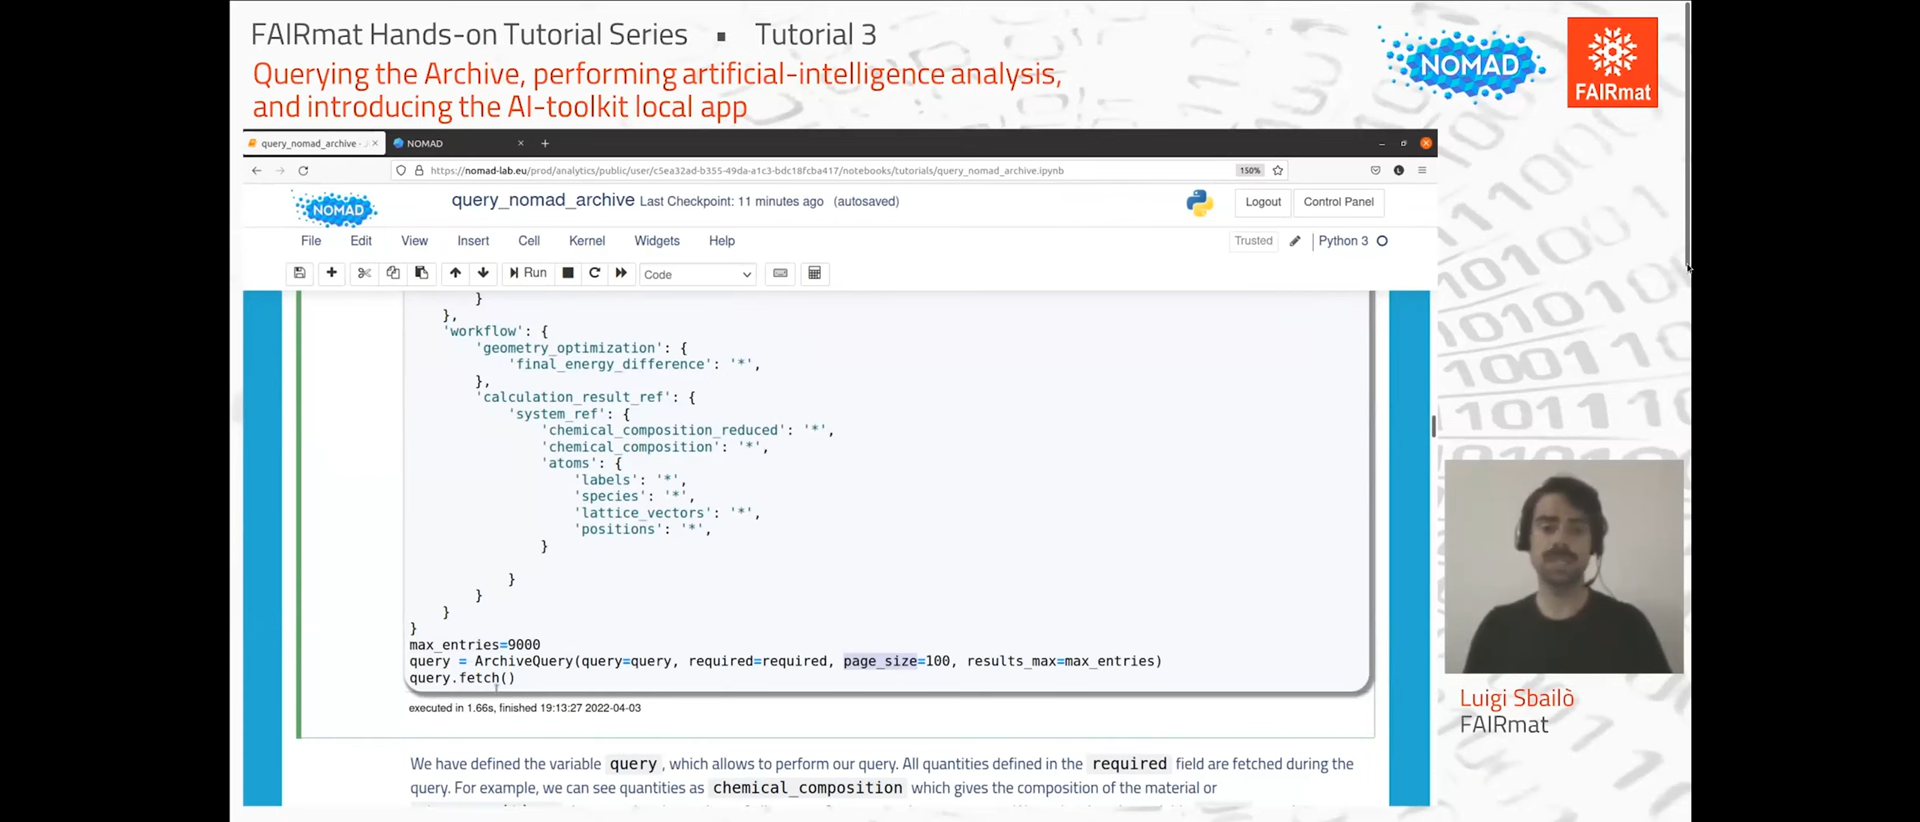 FAIRmat Hands-on Tutorial Series ▪ Tutorial 3
Querying the Archive, performing artificial-intelligence analysis,
and introducing the AI-toolkit local app
NOMAD
FAIRmat
query_nomad_archive - J
NOMAD
https://nomad-lab.eu/prod/analytics/public/user/c5ea32ad-b355-49da-a1c3-bdc18fcba417/notebooks/tutorials/query_nomad_archive.ipynb
150%
NOMAD
query_nomad_archive Last Checkpoint: 11 minutes ago (autosaved)
Logout
Control Panel
File Edit View Insert Cell Kernel Widgets Help
Trusted
Python 3
Run
Code
}
},
'workflow': {
'geometry_optimization': {
'final_energy_difference': '*',
},
'calculation_result_ref': {
'system_ref': {
'chemical_composition_reduced': '*',
'chemical_composition': '*',
'atoms': {
'labels': '*',
'species': '*',
'lattice_vectors': '*',
'positions': '*',
}
}
}
}
}
max_entries=9000
query = ArchiveQuery(query=query, required=required, page_size=100, results_max=max_entries)
query.fetch()
executed in 1.66s, finished 19:13:27 2022-04-03
We have defined the variable query , which allows to perform our query. All quantities defined in the required field are fetched during the
query. For example, we can see quantities as chemical_composition which gives the composition of the material or
Luigi Sbailò
FAIRmat